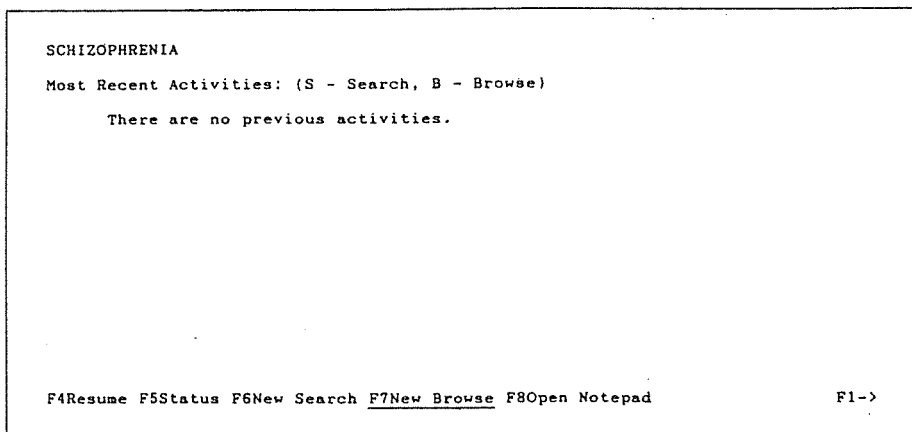 SCHIZOPHRENIA
Most Recent Activities: (S - Search, B - Browse)
There are no previous activities.
F4Resume F5Status F6New Search F7New Browse F8Open Notepad F1->